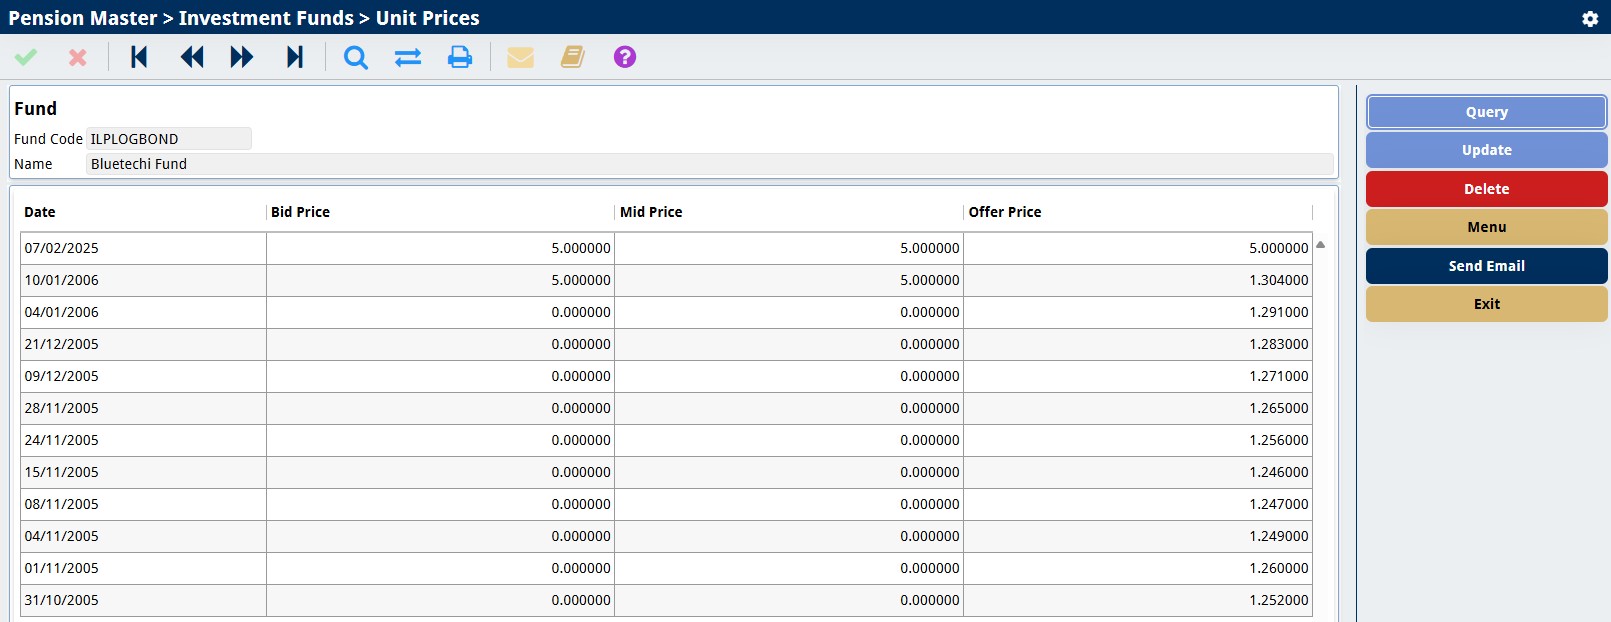 Pension Master > Investment Funds > Unit Prices
?
Fund
Fund Code ILPLOGBOND
Name Bluetechi Fund
Date Bid Price Mid Price Offer Price
07/02/2025 5.000000 5.000000 5.000000
10/01/2006 5.000000 5.000000 1.304000
04/01/2006 0.000000 0.000000 1.291000
21/12/2005 0.000000 0.000000 1.283000
09/12/2005 0.000000 0.000000 1.271000
28/11/2005 0.000000 0.000000 1.265000
24/11/2005 0.000000 0.000000 1.256000
15/11/2005 0.000000 0.000000 1.246000
08/11/2005 0.000000 0.000000 1.247000
04/11/2005 0.000000 0.000000 1.249000
01/11/2005 0.000000 0.000000 1.260000
31/10/2005 0.000000 0.000000 1.252000
Query
Update
Delete
Menu
Send Email
Exit